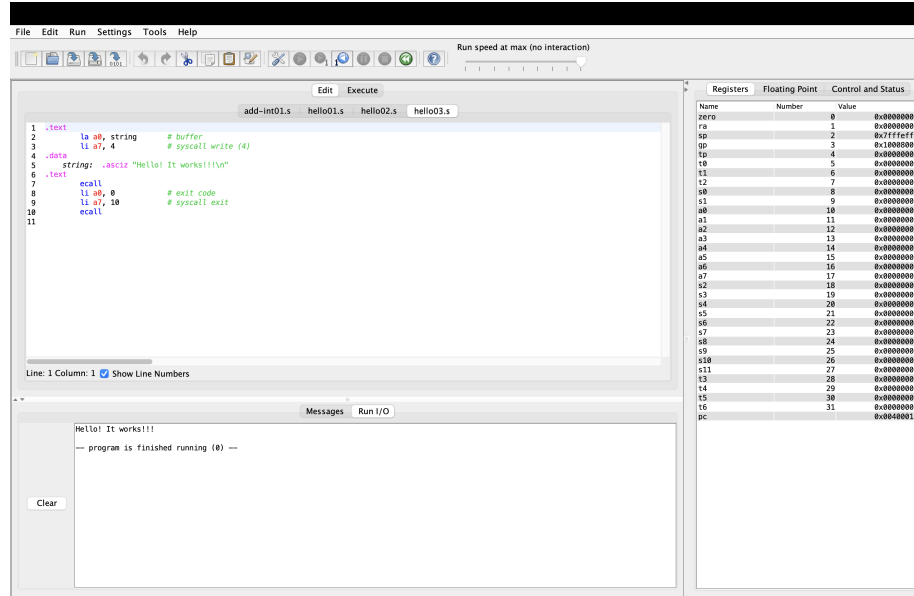 File Edit Run Settings Tools Help
Run speed at max (no interaction)
Edit Execute
add-int01.s hello01.s hello02.s hello03.s
1 .text
2 la a0, string # buffer
3 li a7, 4 # syscall write (4)
4 .data
5 string: .asciz "Hello! It works!!!\n"
6 .text
7 ecall
8 li a0, 0 # exit code
9 li a7, 10 # syscall exit
10 ecall
11
Line: 1 Column: 1 Show Line Numbers
Messages Run I/O
Hello! It works!!!
-- program is finished running (0) --
Clear
Registers Floating Point Control and Status
Name Number Value
zero 0 0x0000000
ra 1 0x0000000
sp 2 0x7fffeff
gp 3 0x1000800
tp 4 0x0000000
t0 5 0x0000000
t1 6 0x0000000
t2 7 0x0000000
s0 8 0x0000000
s1 9 0x0000000
a0 10 0x0000000
a1 11 0x0000000
a2 12 0x0000000
a3 13 0x0000000
a4 14 0x0000000
a5 15 0x0000000
a6 16 0x0000000
a7 17 0x0000000
s2 18 0x0000000
s3 19 0x0000000
s4 20 0x0000000
s5 21 0x0000000
s6 22 0x0000000
s7 23 0x0000000
s8 24 0x0000000
s9 25 0x0000000
s10 26 0x0000000
s11 27 0x0000000
t3 28 0x0000000
t4 29 0x0000000
t5 30 0x0000000
t6 31 0x0000000
pc 0x0040001